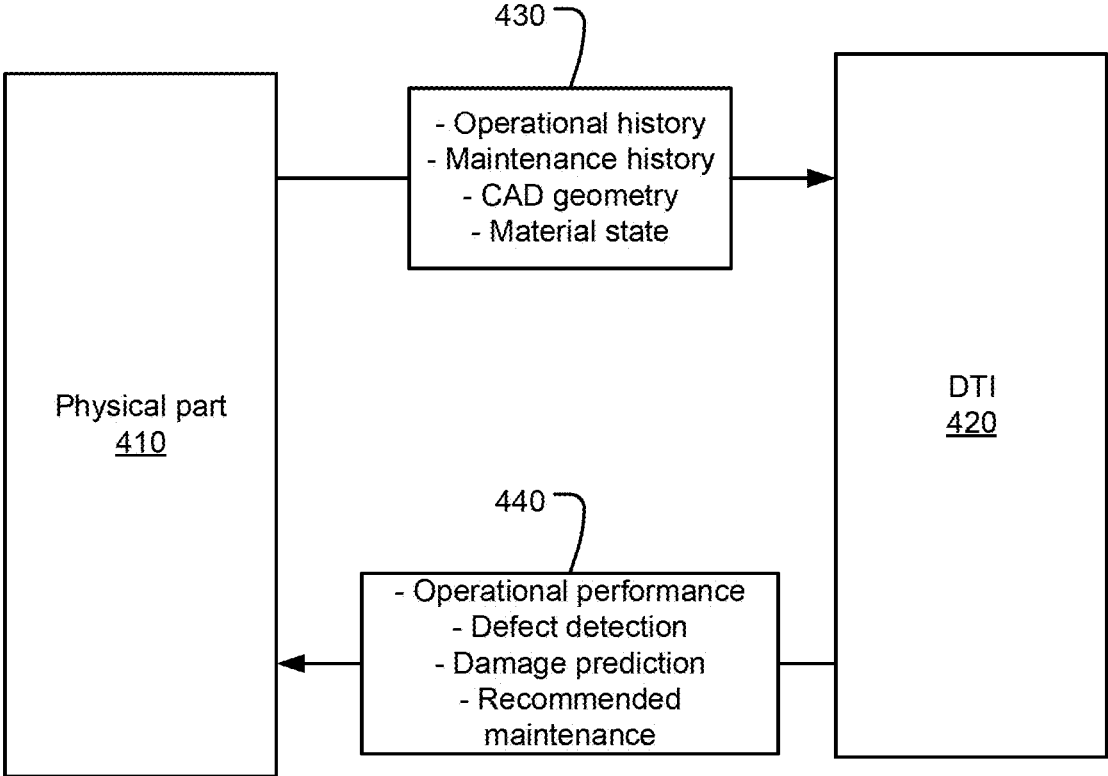 430
- Operational history
- Maintenance history
- CAD geometry
- Material state
Physical part
410
DTI
420
440
- Operational performance
- Defect detection
- Damage prediction
- Recommended
maintenance